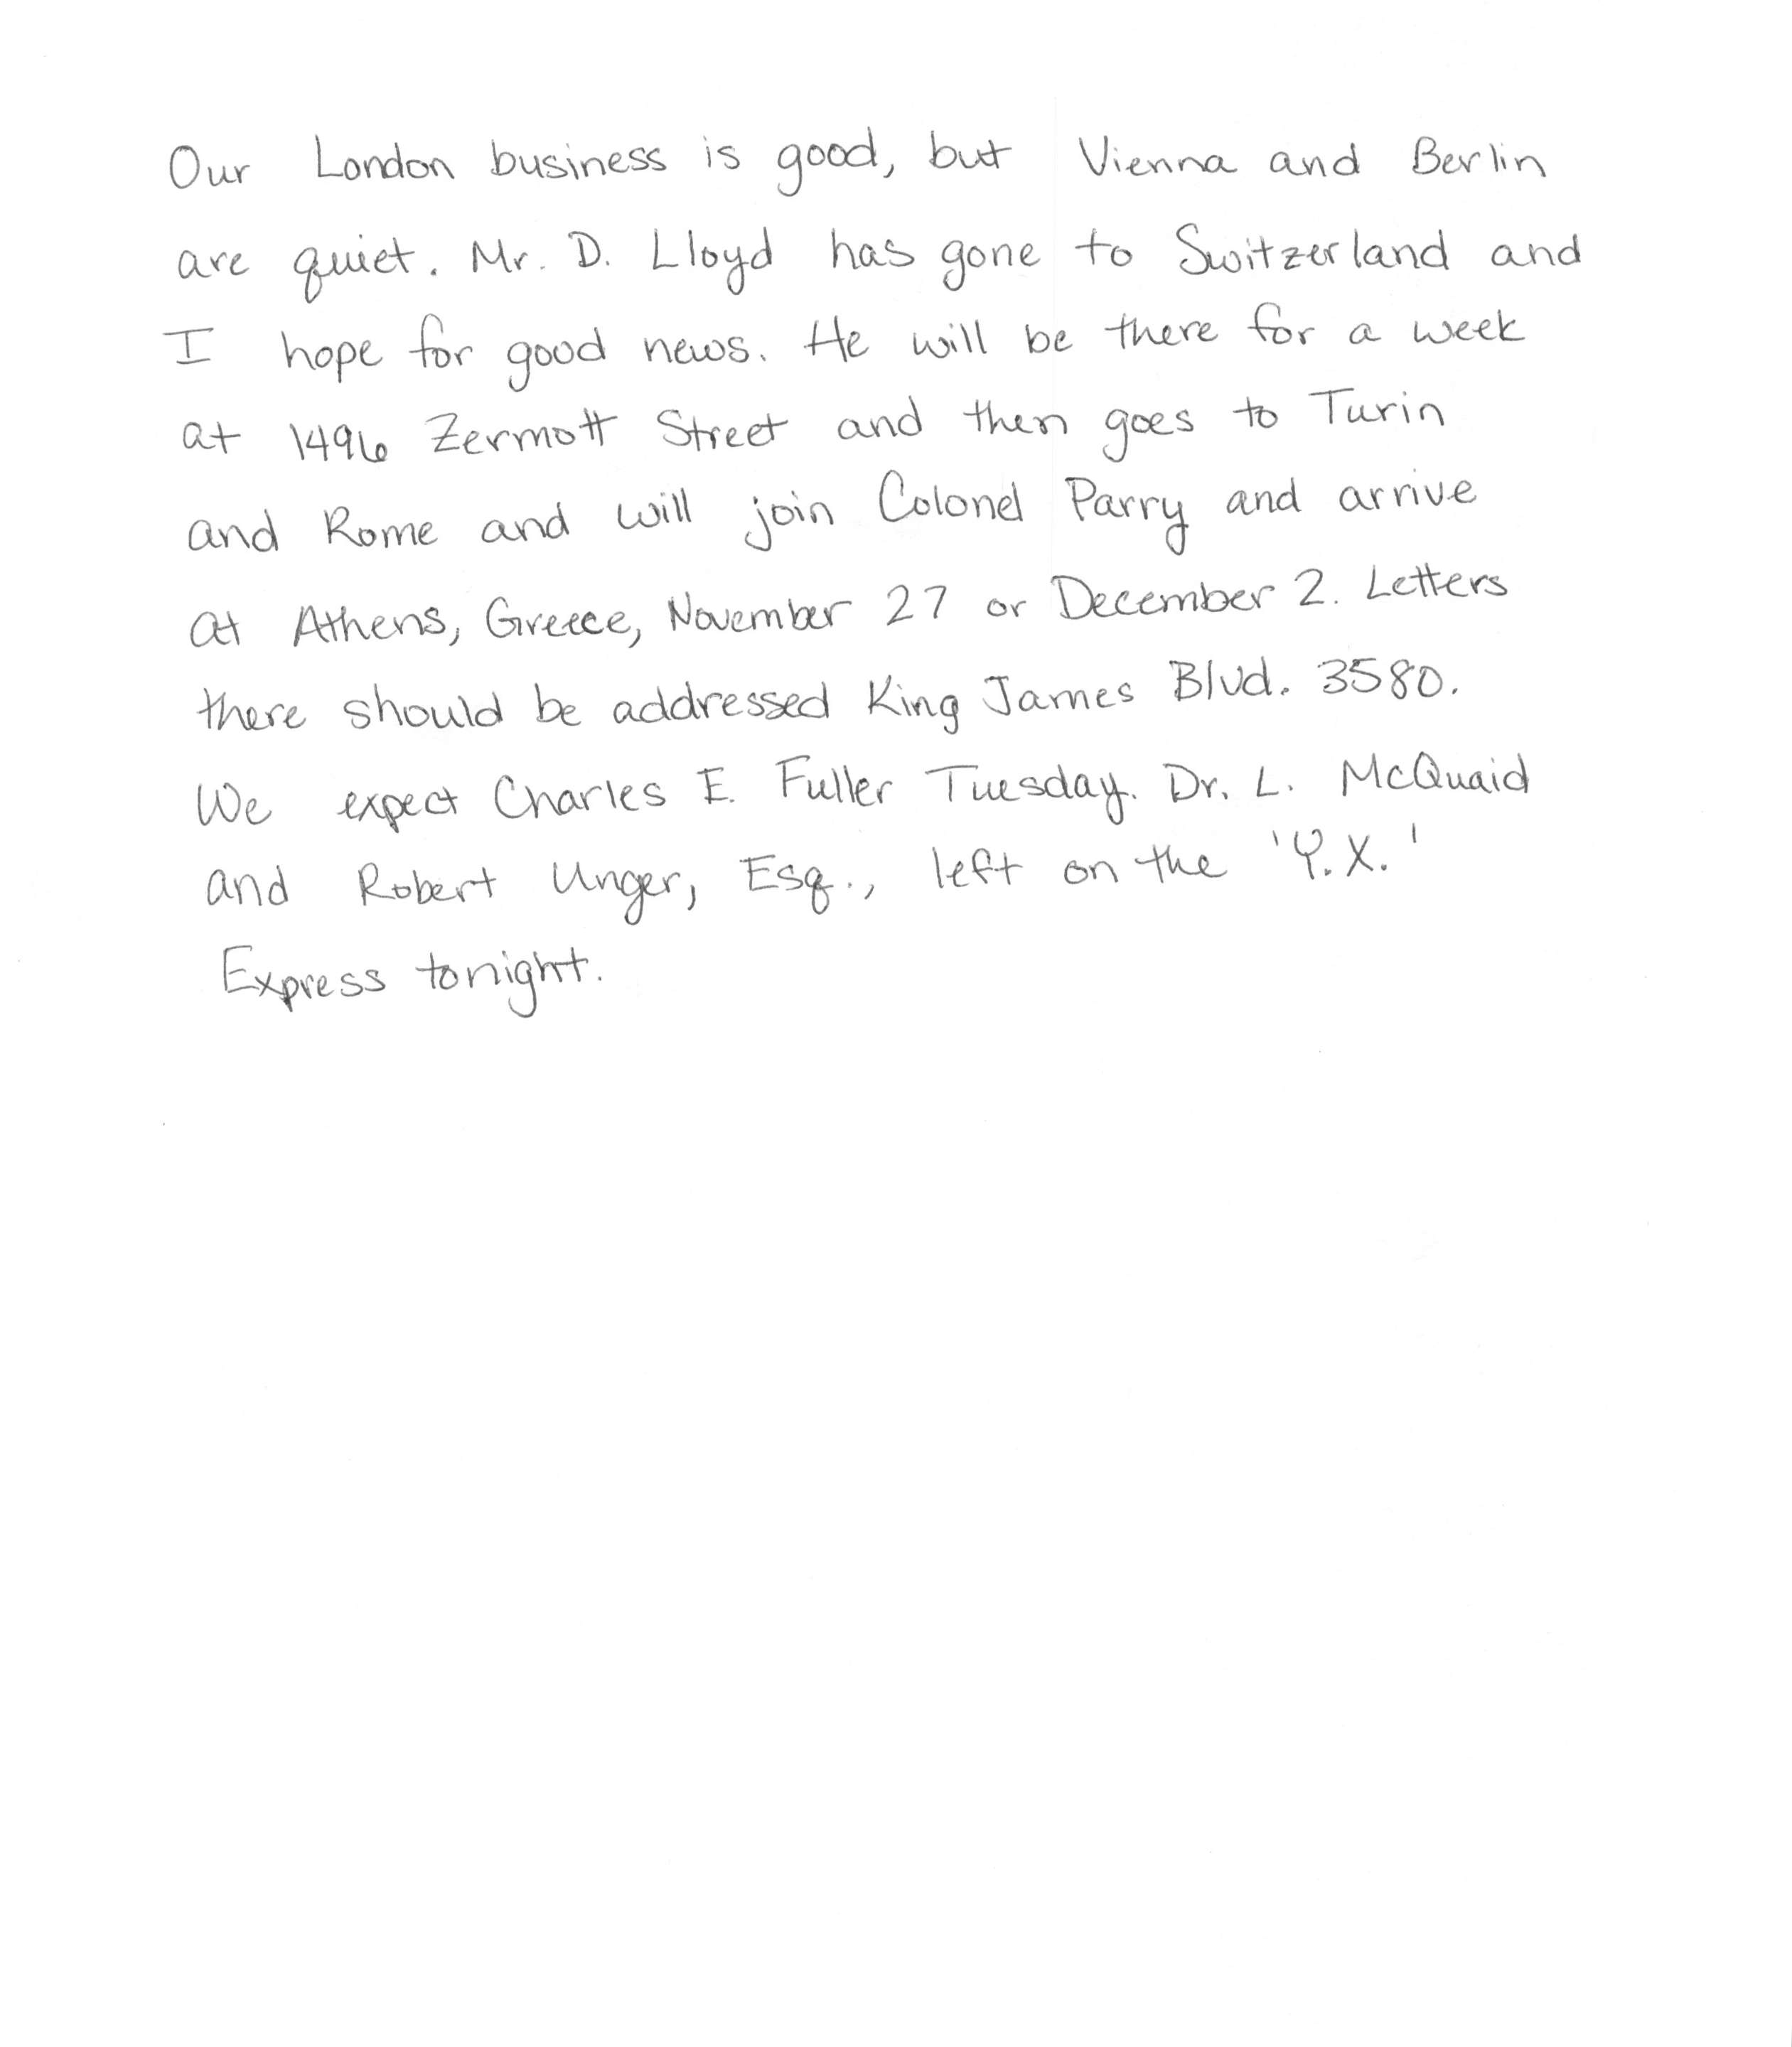 Our London business is good, but Vienna and Berlin
are quiet. Mr. D. Lloyd has gone to Switzerland and
I hope for good news. He will be there for a week
at 1496 Zermott Street and then goes to Turin
and Rome and will join Colonel Parry and arrive
at Athens, Greece, November 27 or December 2. Letters
there should be addressed King James Blvd. 3580.
We expect Charles E. Fuller Tuesday. Dr. L. McQuaid
and Robert Unger, Esq., left on the 'Y.X.'
Express tonight.